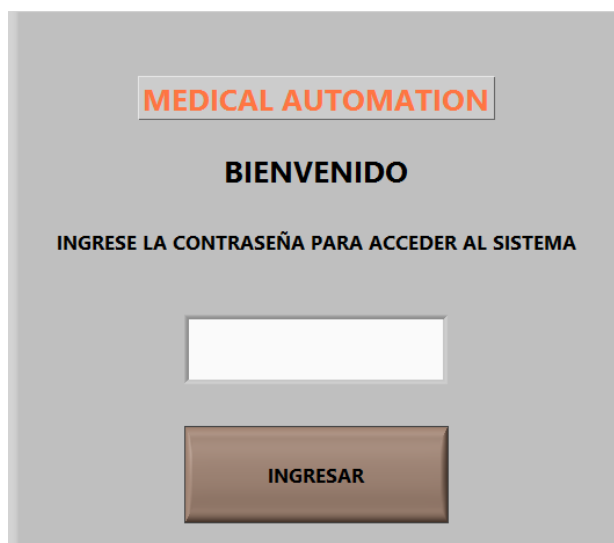 MEDICAL AUTOMATION
BIENVENIDO
INGRESE LA CONTRASEÑA PARA ACCEDER AL SISTEMA
INGRESAR